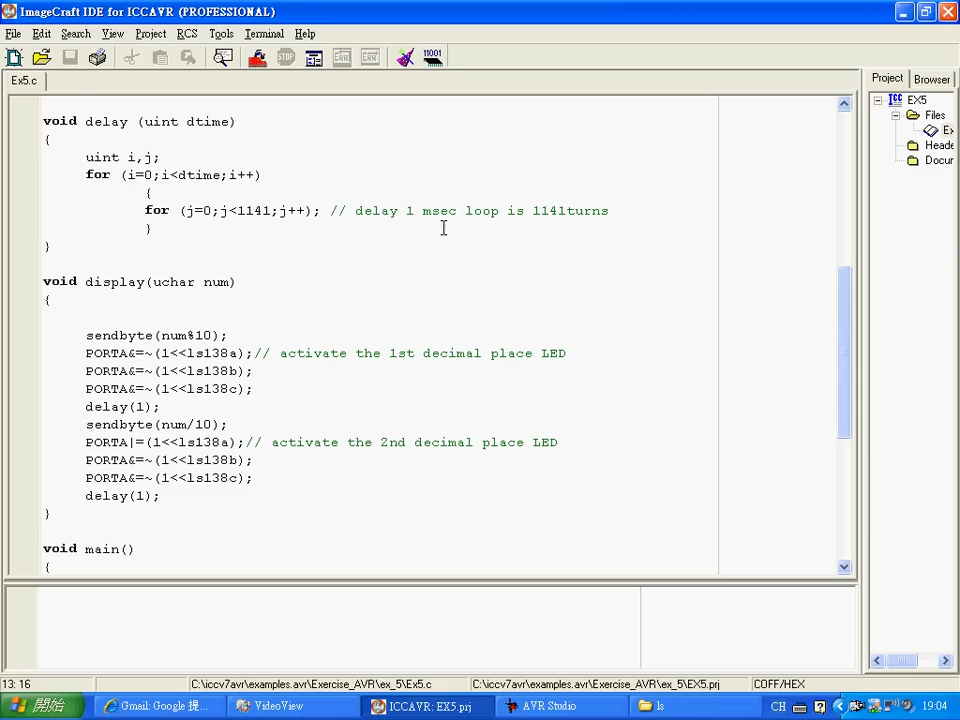 ImageCraft IDE for ICCAVR (PROFESSIONAL)
File Edit Search View Project RCS Tools Terminal Help
Ex5.c
Project Browser
void delay (uint dtime)
{
uint i,j;
for (i=0;i<dtime;i++)
{
for (j=0;j<1141;j++); // delay 1 msec loop is 1141turns
}
}
void display(uchar num)
{
sendbyte(num%10);
PORTA&=~(1<<ls138a);// activate the 1st decimal place LED
PORTA&=~(1<<ls138b);
PORTA&=~(1<<ls138c);
delay(1);
sendbyte(num/10);
PORTA|=(1<<ls138a);// activate the 2nd decimal place LED
PORTA&=~(1<<ls138b);
PORTA&=~(1<<ls138c);
delay(1);
}
void main()
{
EX5
Files
Ex
Heade
Docur
13: 16 C:\iccv7avr\examples.avr\Exercise_AVR\ex_5\Ex5.c C:\iccv7avr\examples.avr\Exercise_AVR\ex_5\EX5.prj COFF/HEX
開始 Gmail: Google 提... VideoView ICCAVR: EX5.prj AVR Studio ls CH 19:04